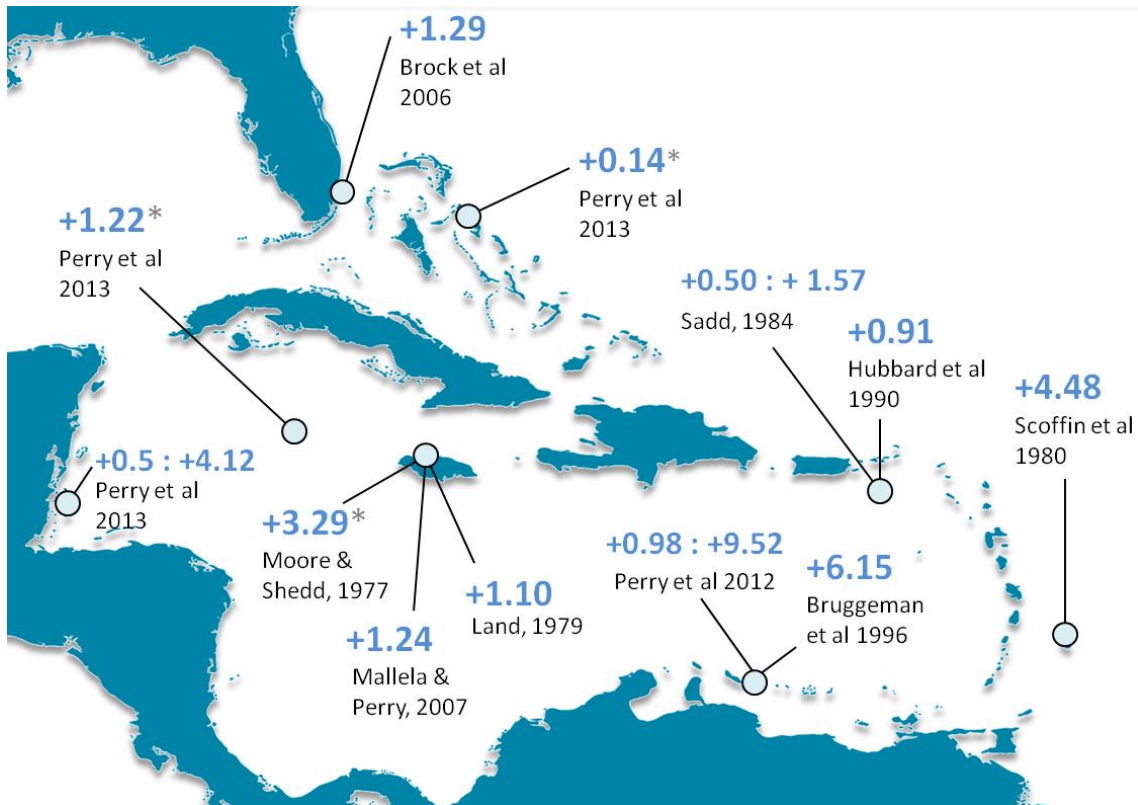 +1.29
Brock et al
2006
+0.14*
Perry et al
2013
+1.22*
Perry et al
2013
+0.50 : + 1.57
Sadd, 1984
+0.91
Hubbard et al
1990
+4.48
Scoffin et al
1980
+0.5 : +4.12
Perry et al
2013
+3.29*
Moore &
Shedd, 1977
+1.10
Land, 1979
+1.24
Mallela &
Perry, 2007
+0.98 : +9.52
Perry et al 2012
+6.15
Bruggeman
et al 1996